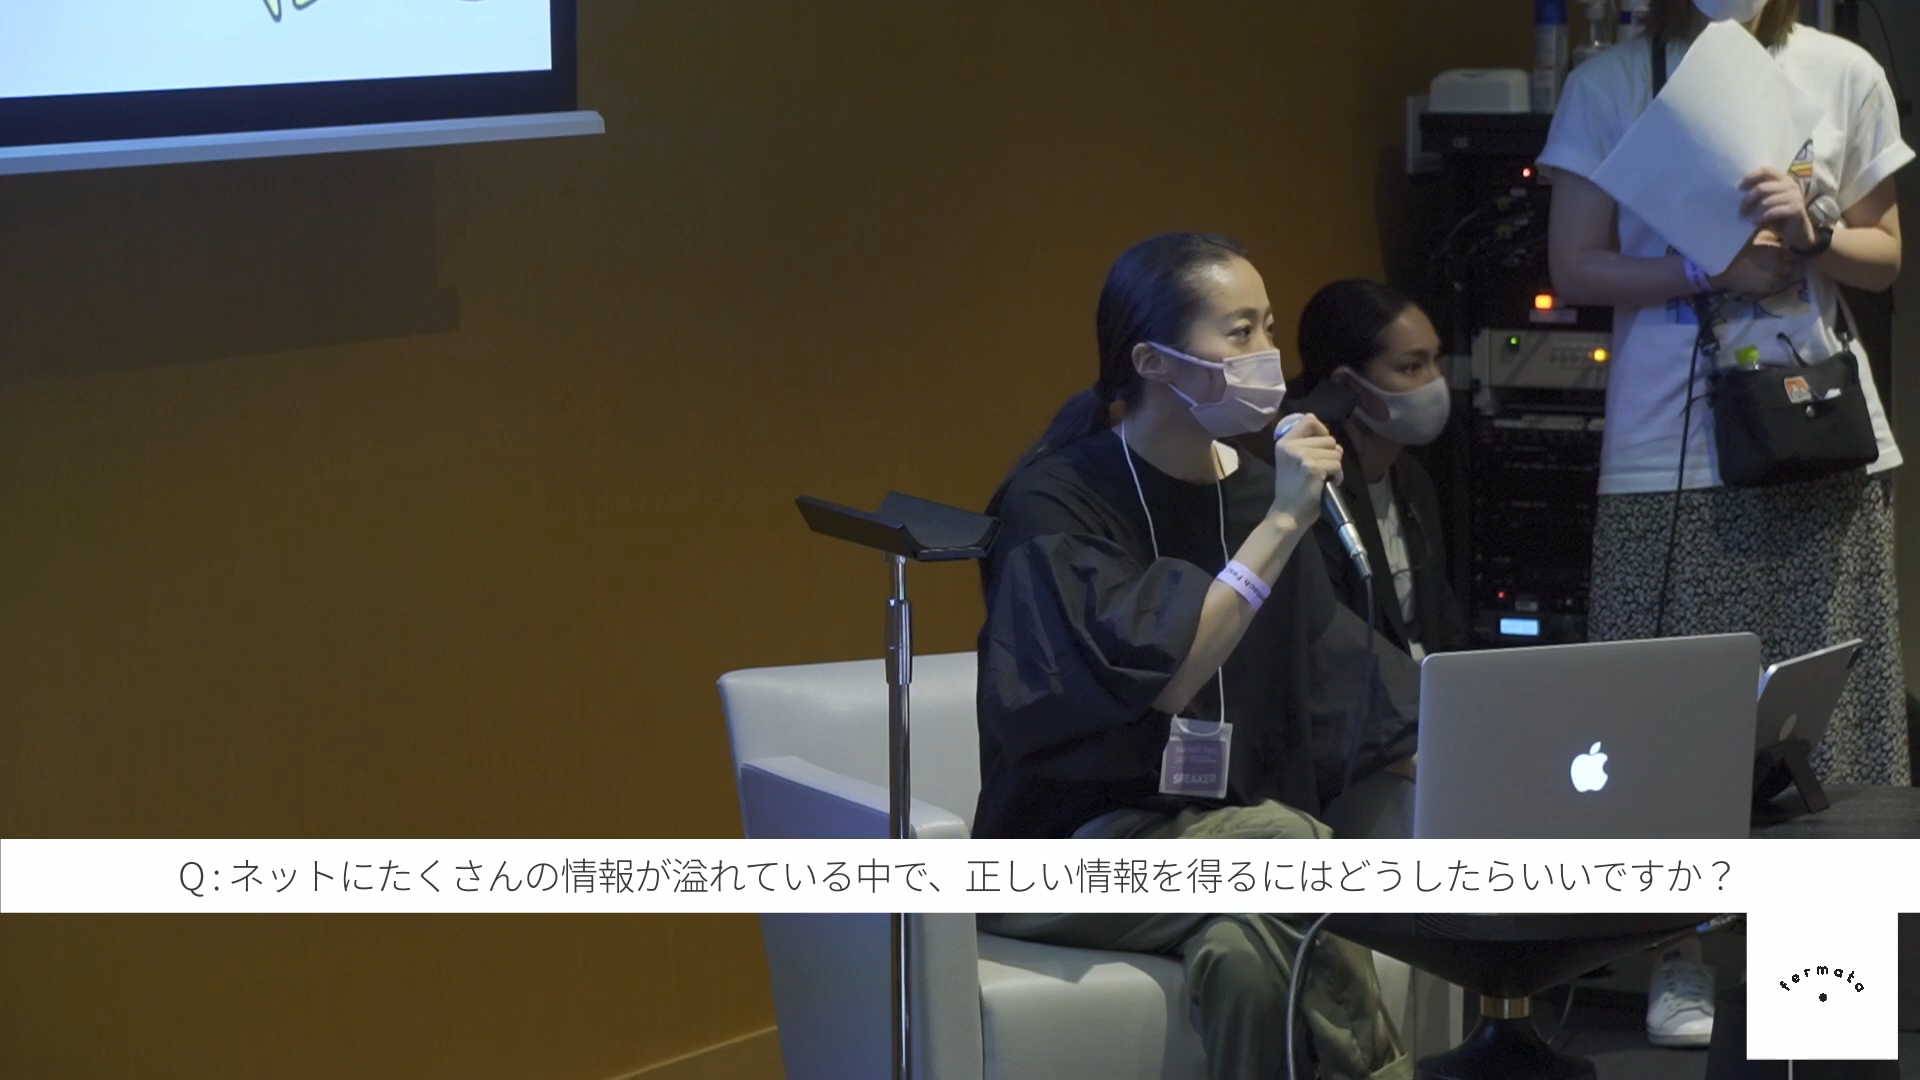 SPEAKER
Q:ネットにたくさんの情報が溢れている中で、正しい情報を得るにはどうしたらいいですか？
fermata